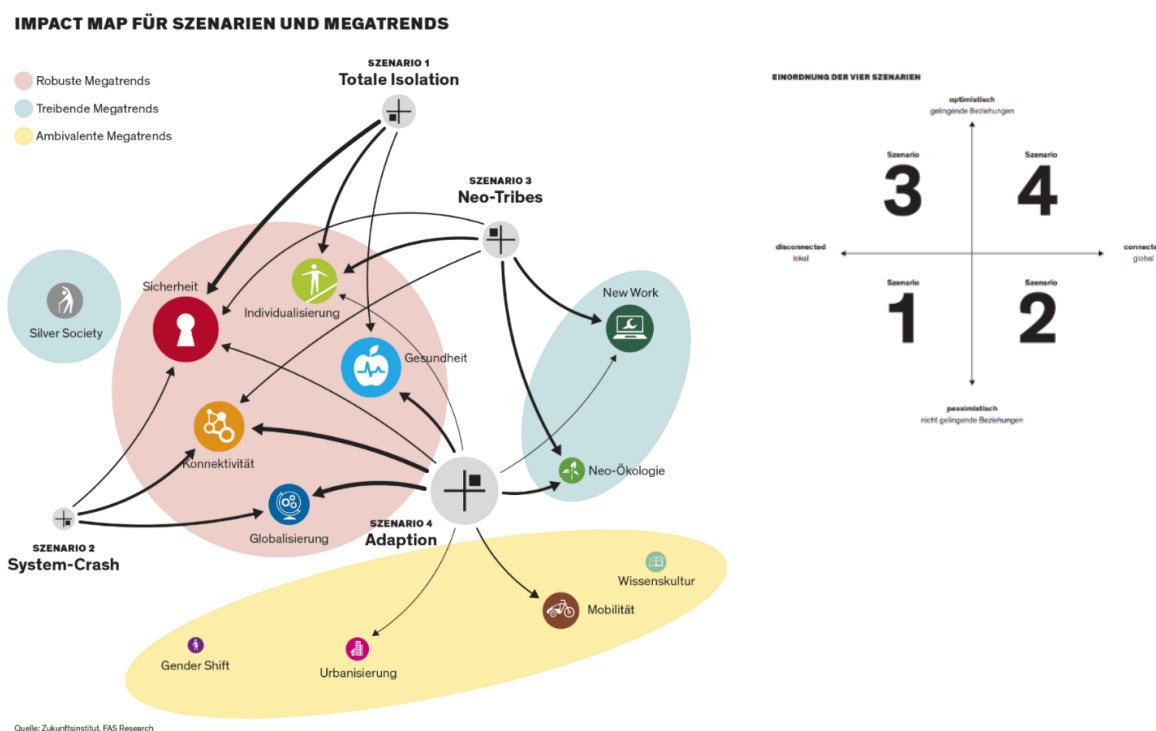 IMPACT MAP FÜR SZENARIEN UND MEGATRENDS
Robuste Megatrends
Treibende Megatrends
Ambivalente Megatrends
SZENARIO 1
Totale Isolation
SZENARIO 3
Neo-Tribes
Sicherheit
Individualisierung
New Work
Silver Society
Gesundheit
Konnektivität
Neo-Ökologie
Globalisierung
SZENARIO 4
Adaption
SZENARIO 2
System-Crash
Wissenskultur
Mobilität
Gender Shift
Urbanisierung
Quelle: Zukunftsinstitut, FAS Research
EINORDNUNG DER VIER SZENARIEN
optimistisch
gelingende Beziehungen
Szenario
3
Szenario
4
disconnected
lokal
connecte
global
Szenario
1
Szenario
2
pessimistisch
nicht gelingende Beziehungen